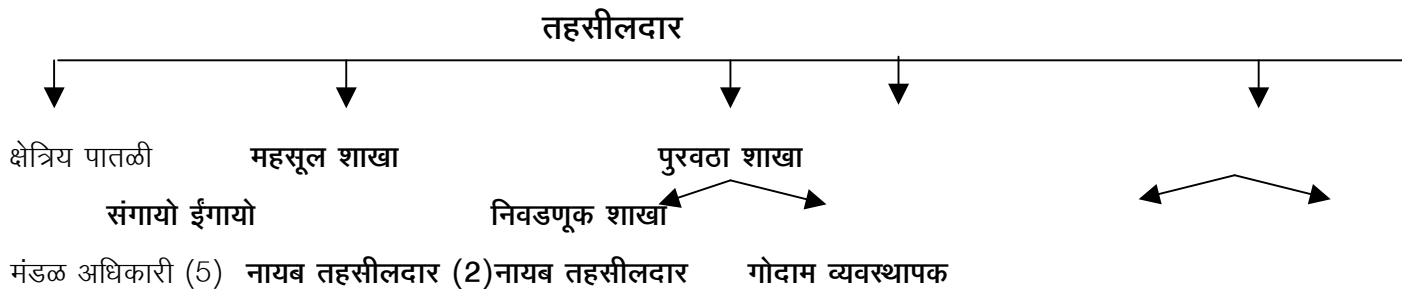 तहसीलदार
क्षेत्रिय पातळी महसूल शाखा पुरवठा शाखा
संगायो ईंगायो निवडणूक शाखा
मंडळ अधिकारी (5) नायब तहसीलदार (2)नायब तहसीलदार गोदाम व्यवस्थापक